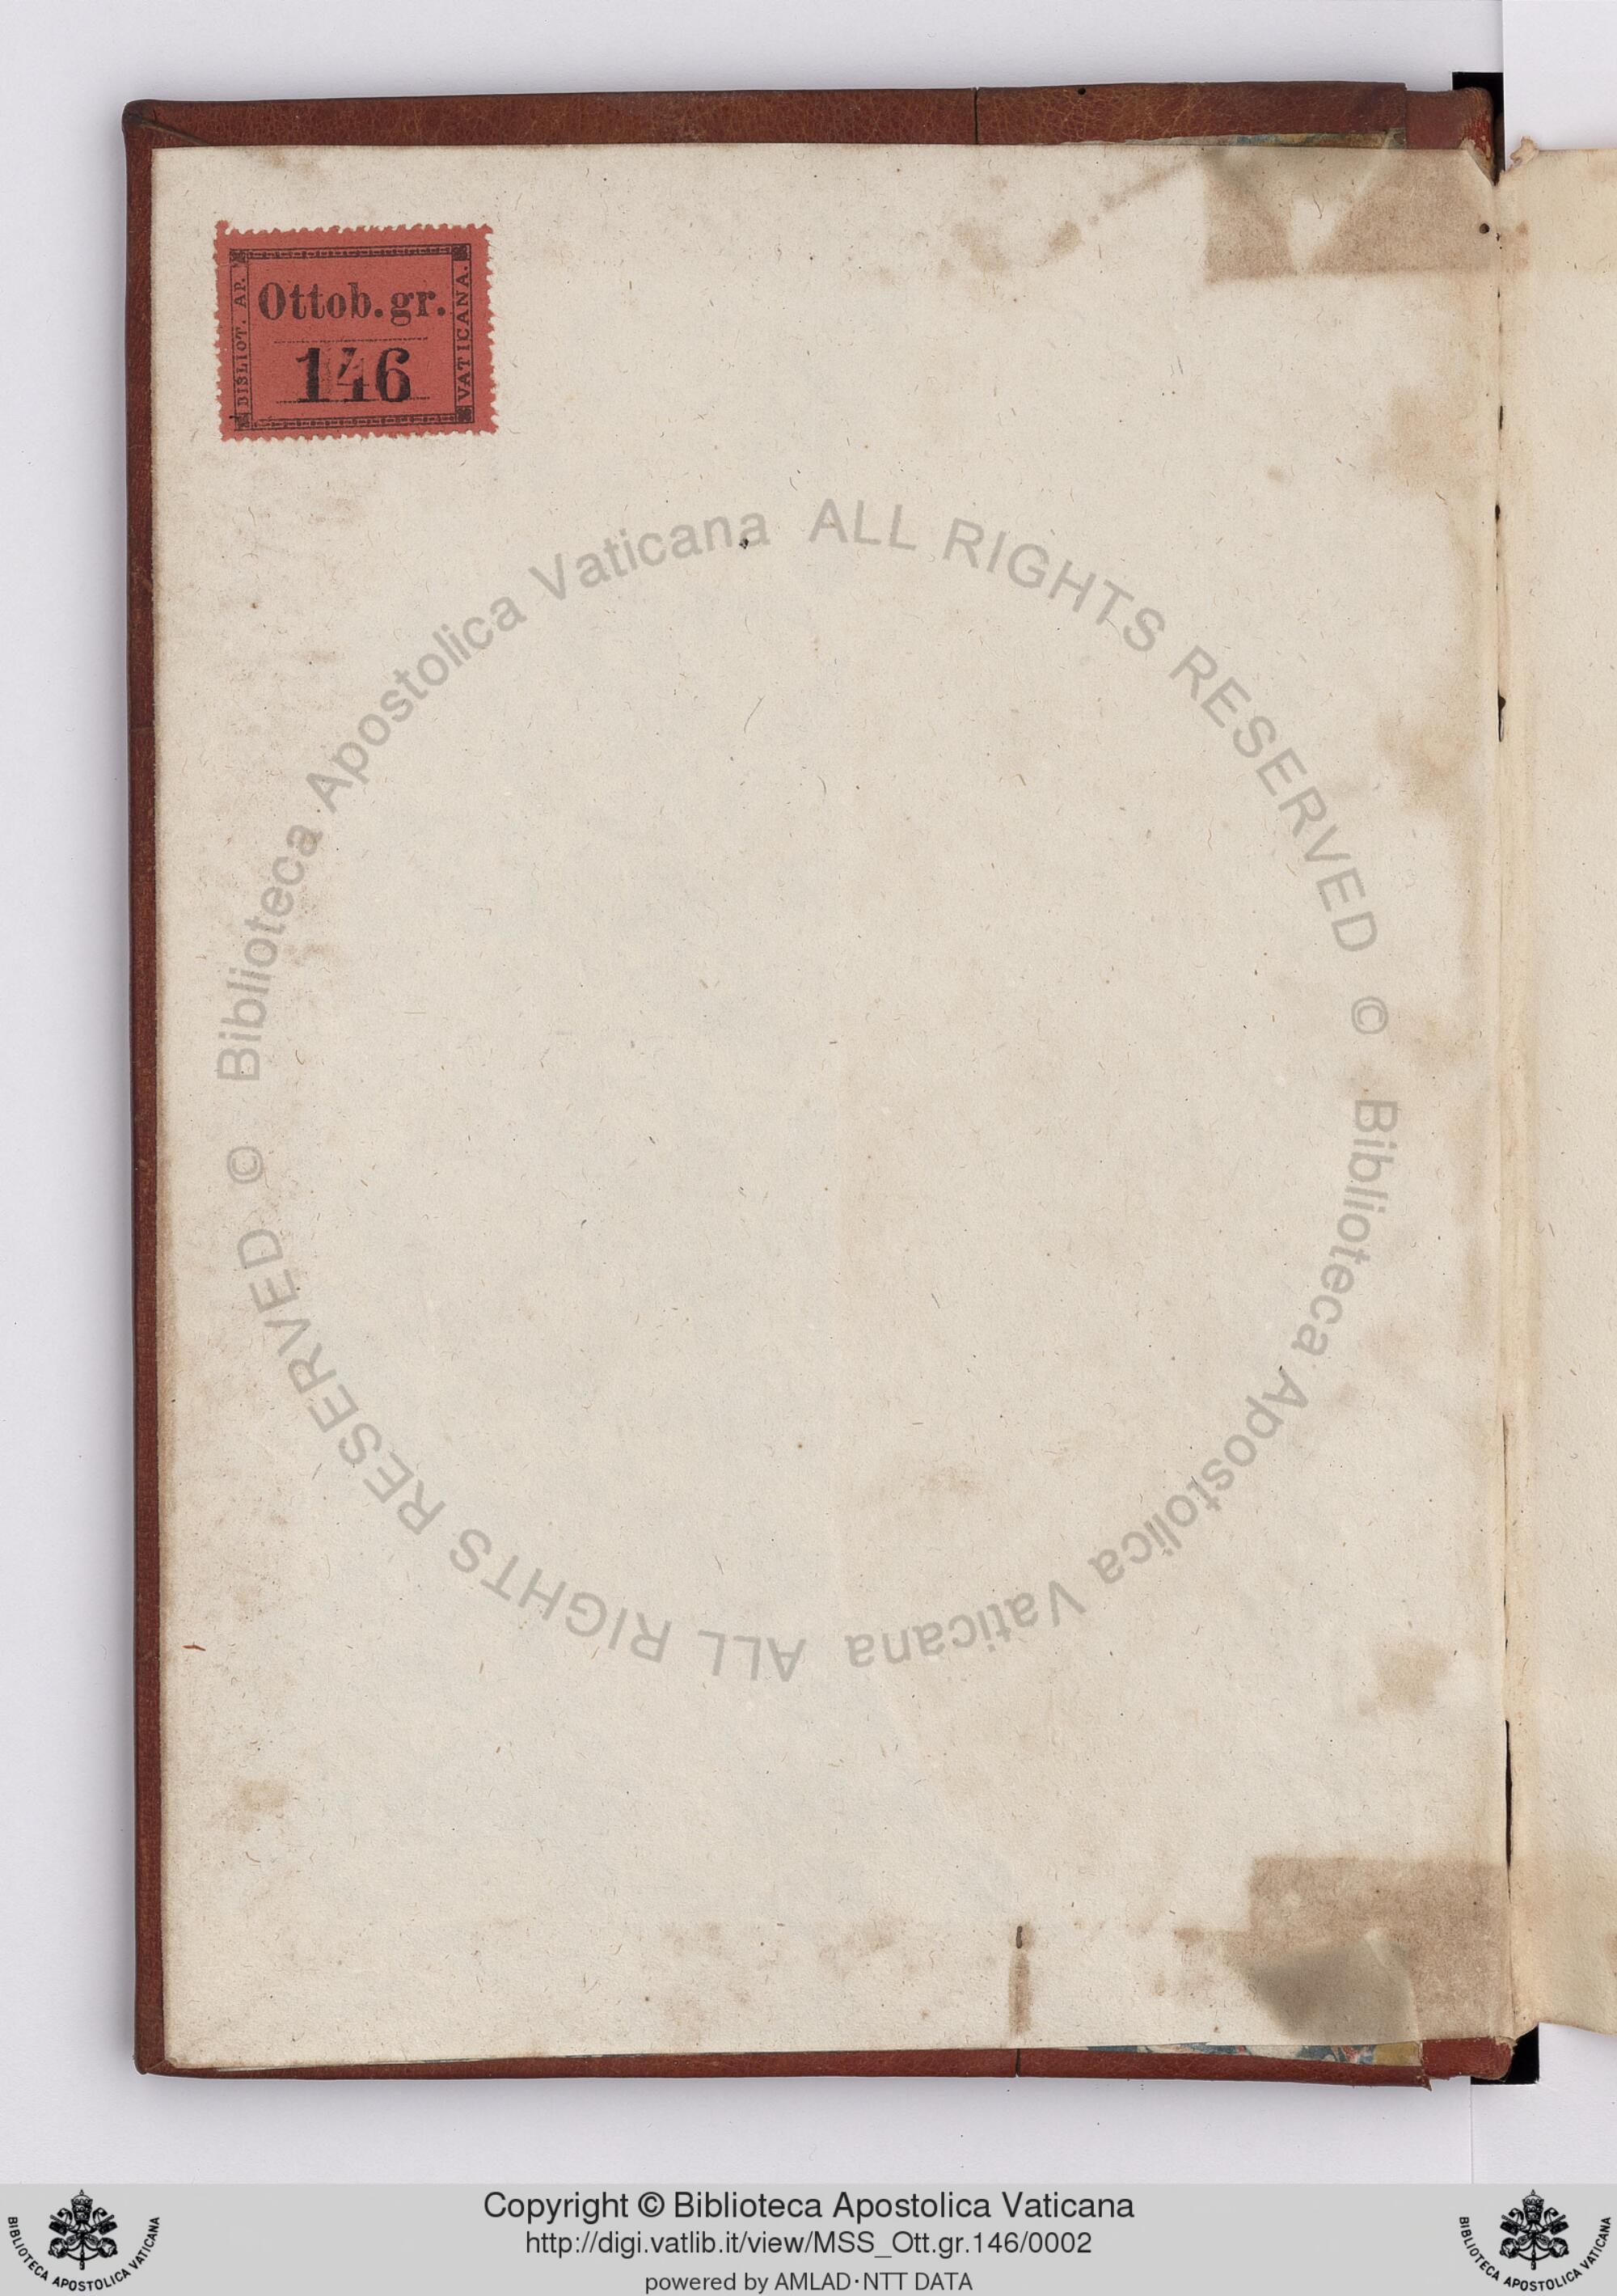 BIBLIOT. AP.
Ottob. gr.
146
VATICANA.
© Biblioteca Apostolica Vaticana ALL RIGHTS RESERVED
© Biblioteca Apostolica Vaticana ALL RIGHTS RESERVED
Copyright © Biblioteca Apostolica Vaticana
http://digi.vatlib.it/view/MSS_Ott.gr.146/0002
powered by AMLAD·NTT DATA
BIBLIOTECA APOSTOLICA VATICANA
BIBLIOTECA APOSTOLICA VATICANA